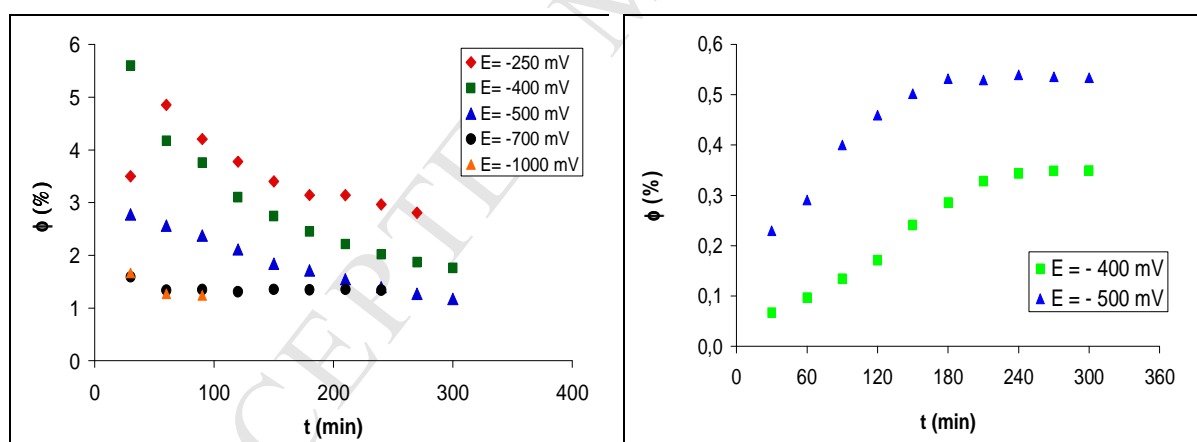 6
5
4
3
2
1
0
ϕ (%)
0 100 200 300 400
t (min)
E= -250 mV
E= -400 mV
E= -500 mV
E= -700 mV
E= -1000 mV
0,6
0,5
0,4
0,3
0,2
0,1
0,0
ϕ (%)
0 60 120 180 240 300 360
t (min)
E = - 400 mV
E = - 500 mV
CEPTE
M